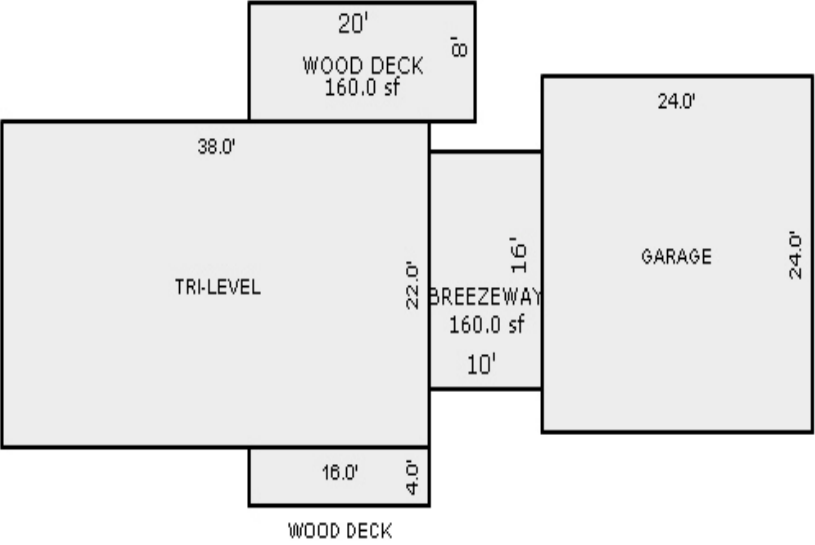 20'
8'
WOOD DECK
160.0 sf
24.0'
38.0'
TRI-LEVEL
22.0'
16'
BREEZEWAY
160.0 sf
10'
GARAGE
24.0'
16.0'
4.0'
WOOD DECK